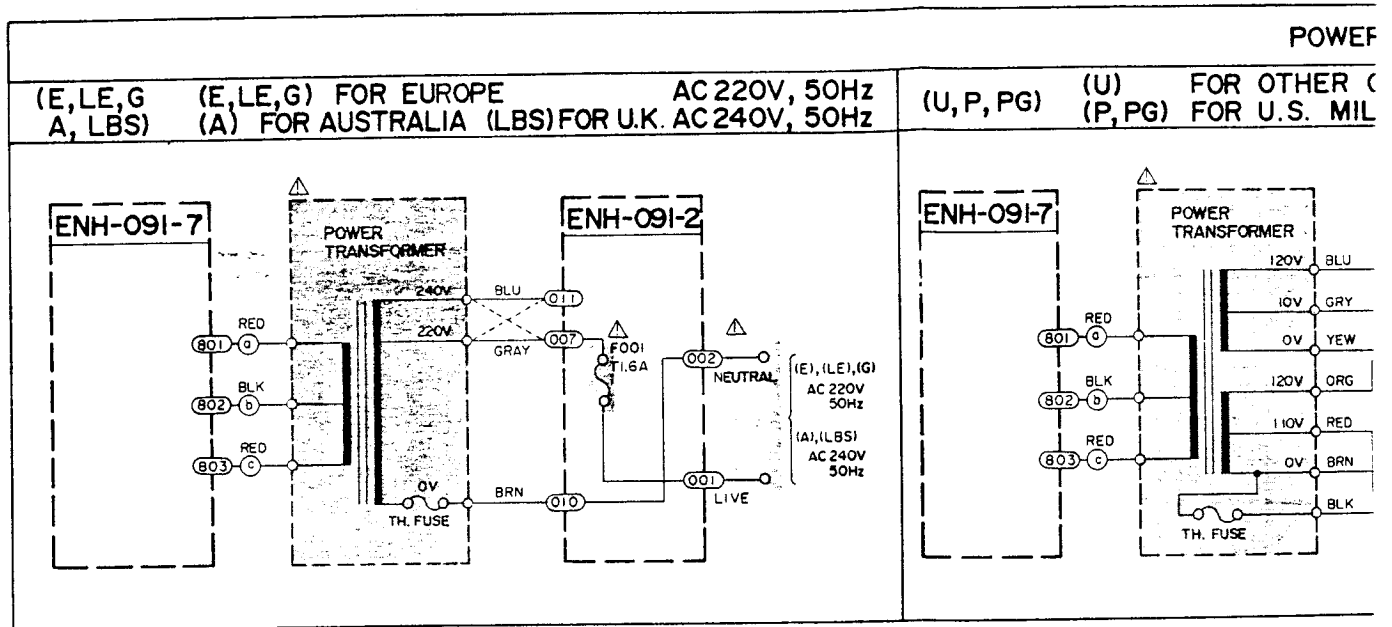 POWER
(E, LE, G (E, LE, G) FOR EUROPE AC 220V, 50Hz
A, LBS) (A) FOR AUSTRALIA (LBS) FOR U.K. AC 240V, 50Hz
(U, P, PG) (U) FOR OTHER
(P, PG) FOR U.S. MIL
ENH-091-7
POWER
TRANSFORMER
ENH-091-2
240V
BLU
011
220V
GRAY
007
F001
T1.6A
RED
801
a
BLK
802
b
RED
803
c
0V
TH. FUSE
BRN
010
002
NEUTRAL
001
LIVE
(E), (LE), (G)
AC 220V
50Hz
(A), (LBS)
AC 240V
50Hz
ENH-091-7
POWER
TRANSFORMER
RED
801
a
BLK
802
b
RED
803
c
120V BLU
10V GRY
0V YEW
120V ORG
110V RED
0V BRN
BLK
TH. FUSE